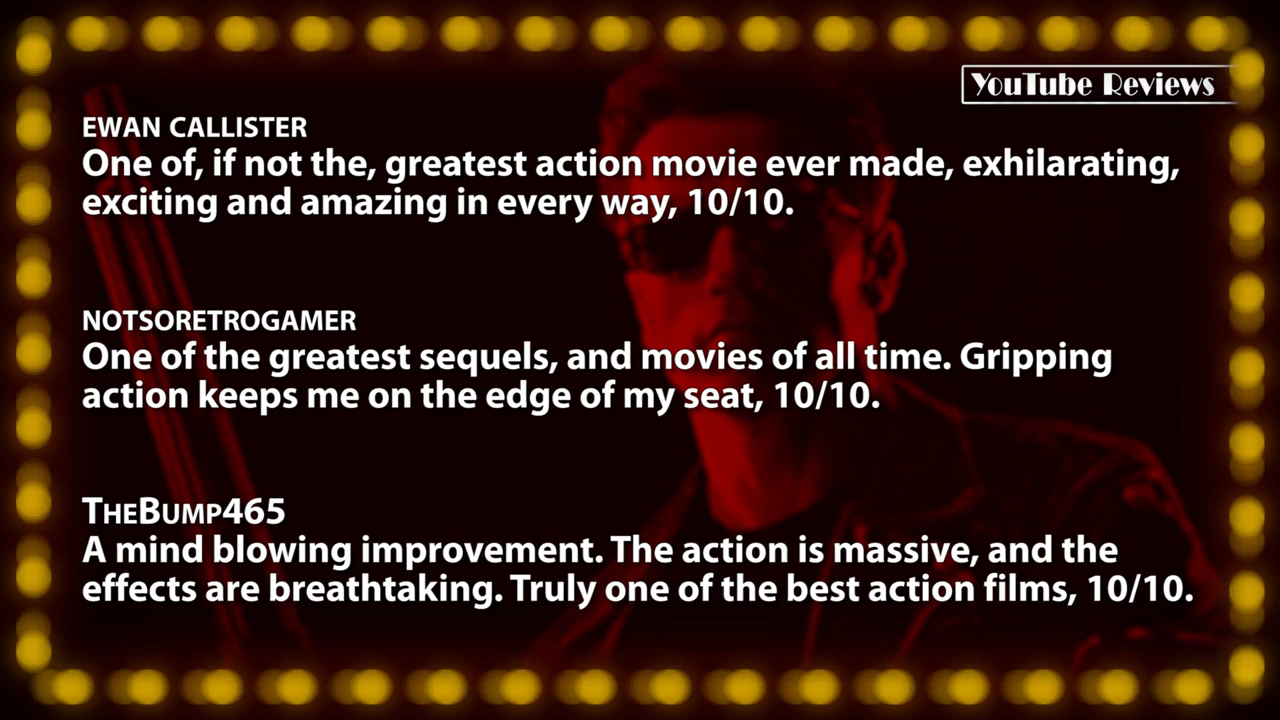 YouTube Reviews
EWAN CALLISTER
One of, if not the, greatest action movie ever made, exhilarating,
exciting and amazing in every way, 10/10.
NOTSORETROGAMER
One of the greatest sequels, and movies of all time. Gripping
action keeps me on the edge of my seat, 10/10.
THEBUMP465
A mind blowing improvement. The action is massive, and the
effects are breathtaking. Truly one of the best action films, 10/10.